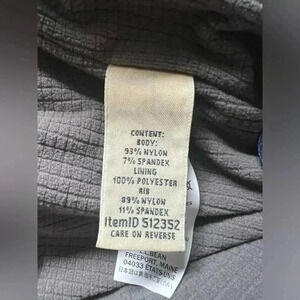 CONTENT:
BODY:
93% NYLON
7% SPANDEX
LINING
100% POLYESTER
RIB
89% NYLON
11% SPANDEX
ItemID 512352
CARE ON REVERSE
L.L.BEAN
FREEPORT, MAINE
04033 ETATS-UNIS